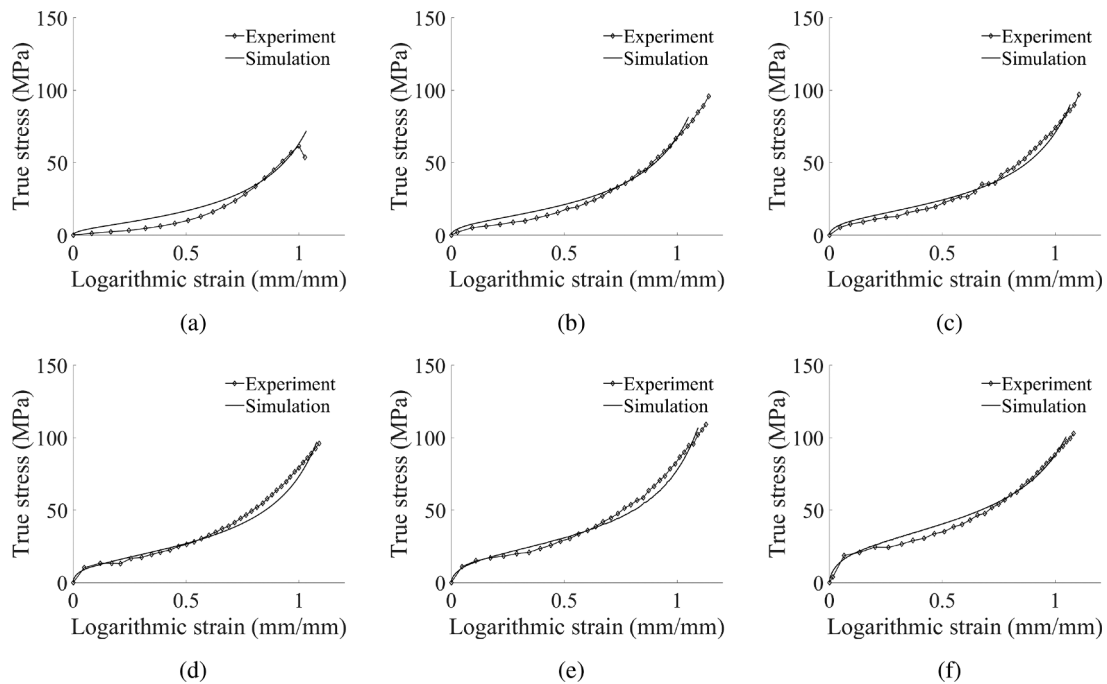 150
100
50
0
True stress (MPa)
Experiment
Simulation
0 0.5 1
Logarithmic strain (mm/mm)
(a)
150
100
50
0
True stress (MPa)
Experiment
Simulation
0 0.5 1
Logarithmic strain (mm/mm)
(b)
150
100
50
0
True stress (MPa)
Experiment
Simulation
0 0.5 1
Logarithmic strain (mm/mm)
(c)
150
100
50
0
True stress (MPa)
Experiment
Simulation
0 0.5 1
Logarithmic strain (mm/mm)
(d)
150
100
50
0
True stress (MPa)
Experiment
Simulation
0 0.5 1
Logarithmic strain (mm/mm)
(e)
150
100
50
0
True stress (MPa)
Experiment
Simulation
0 0.5 1
Logarithmic strain (mm/mm)
(f)